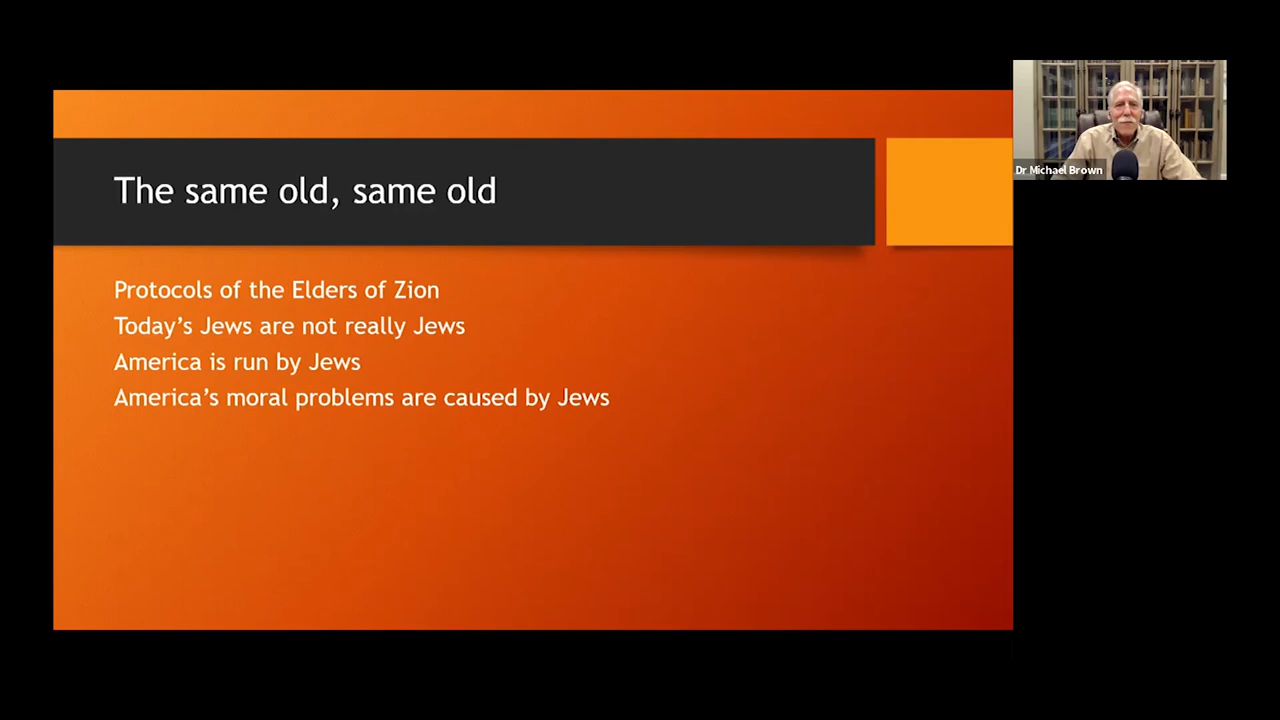 The same old, same old
Protocols of the Elders of Zion
Today’s Jews are not really Jews
America is run by Jews
America’s moral problems are caused by Jews
Dr Michael Brown